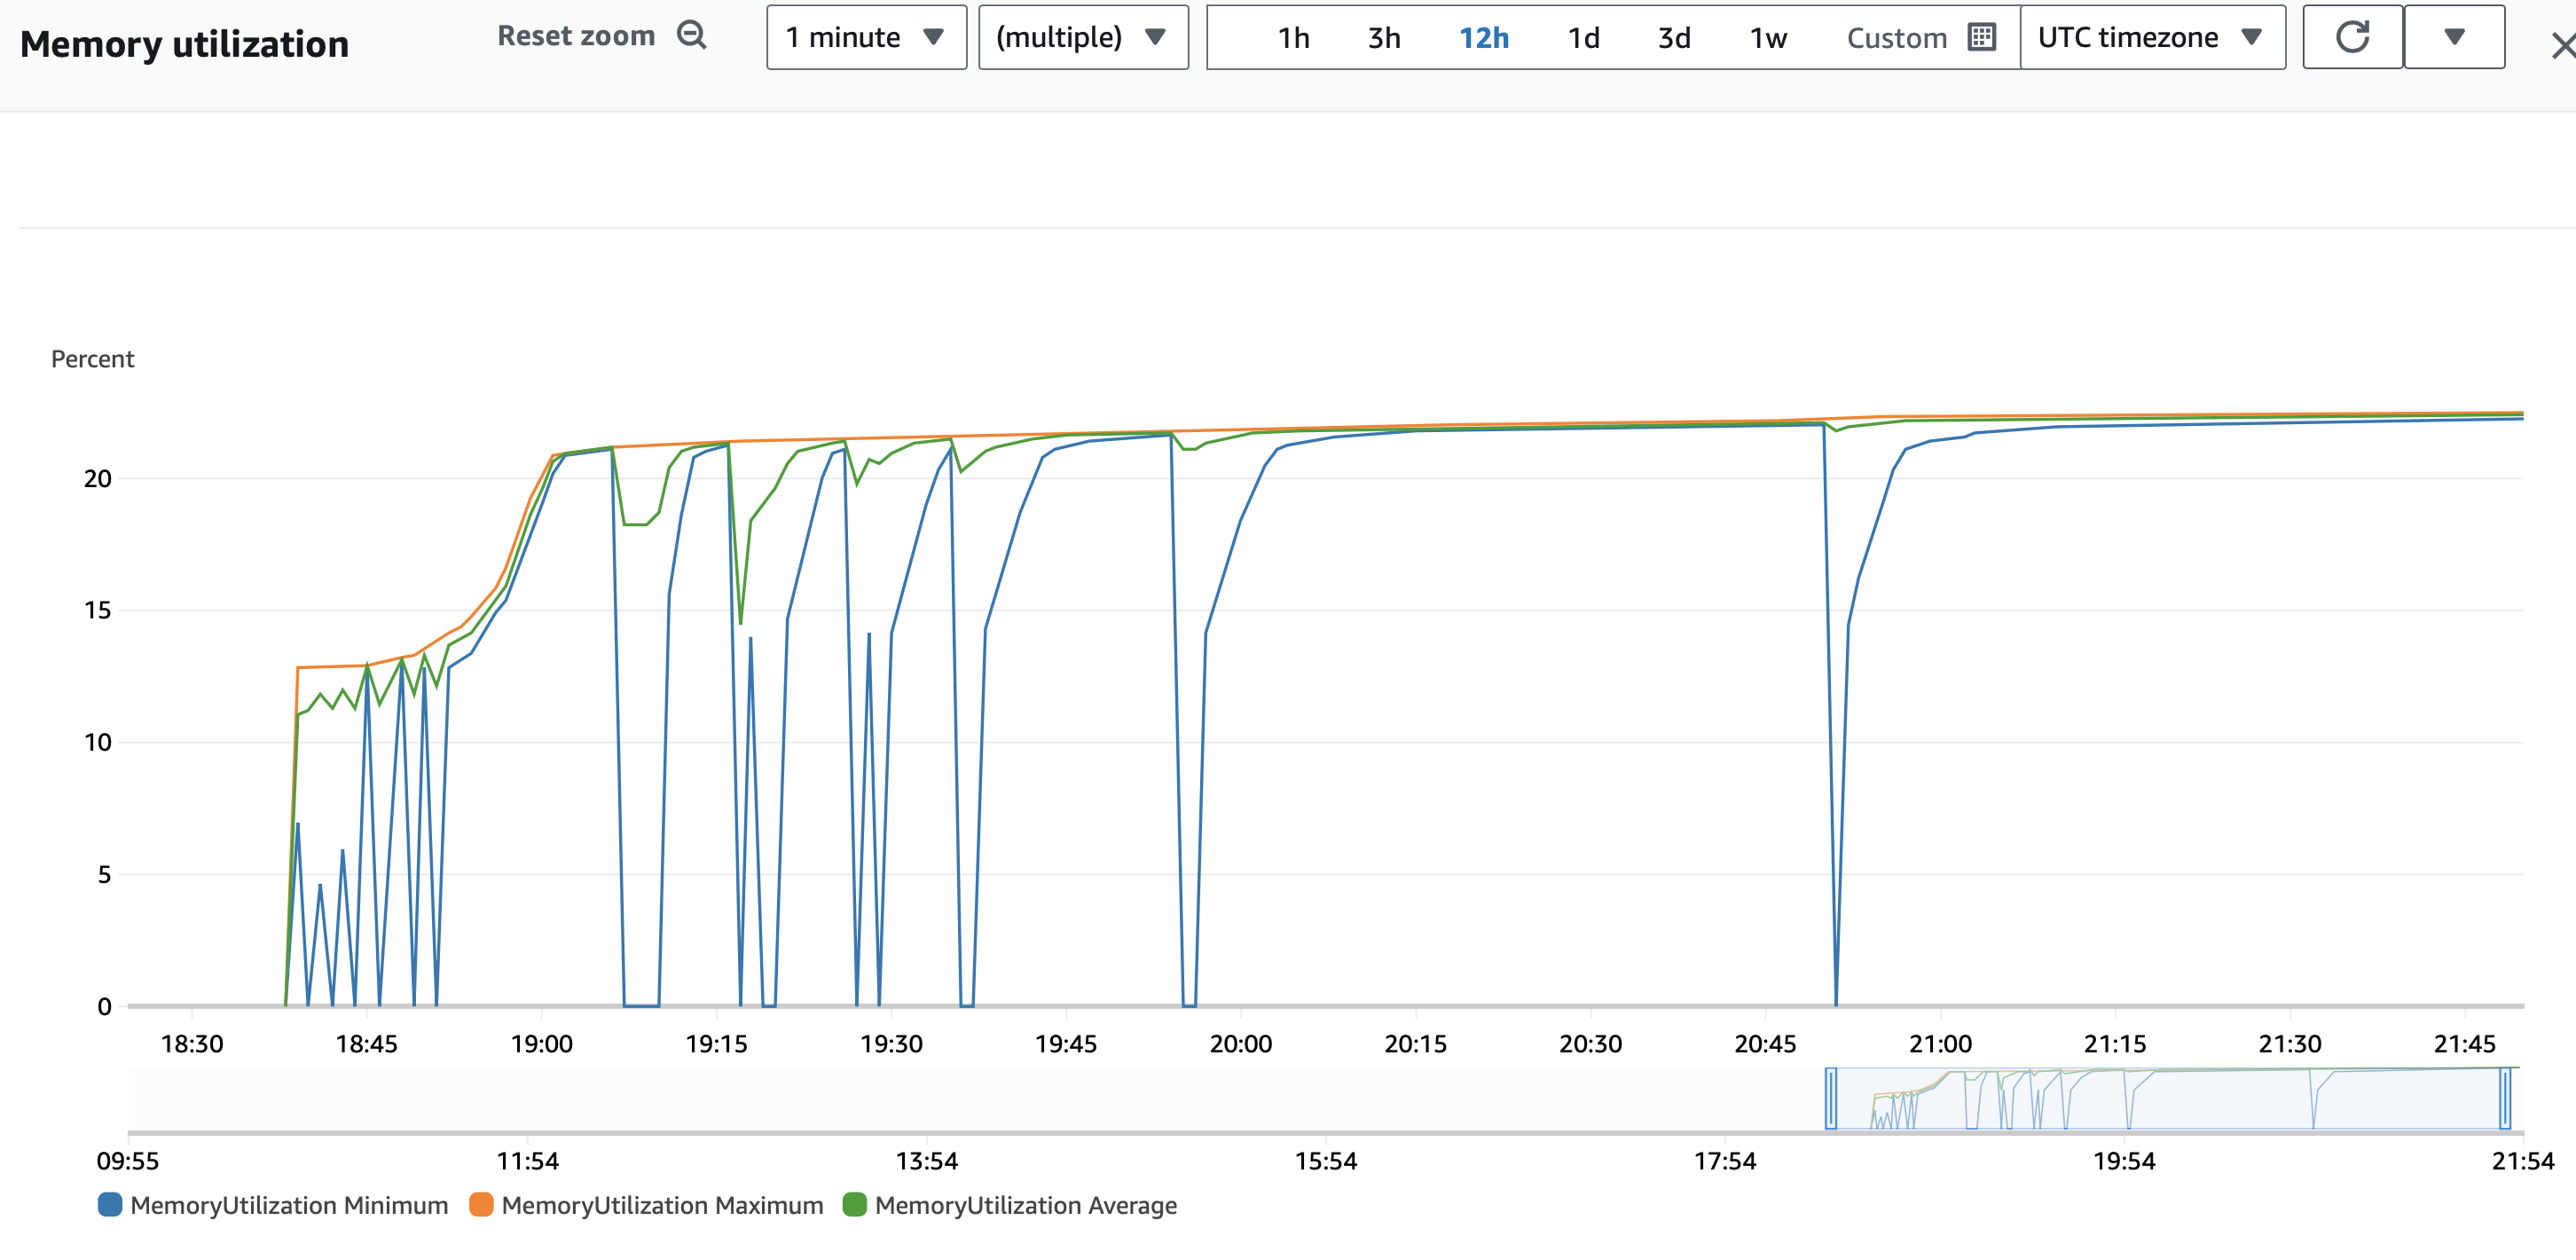 Memory utilization Reset zoom 1 minute (multiple) 1h 3h 12h 1d 3d 1w Custom UTC timezone
Percent
20
15
10
5
0
18:30 18:45 19:00 19:15 19:30 19:45 20:00 20:15 20:30 20:45 21:00 21:15 21:30 21:45
09:55 11:54 13:54 15:54 17:54 19:54 21:54
MemoryUtilization Minimum MemoryUtilization Maximum MemoryUtilization Average